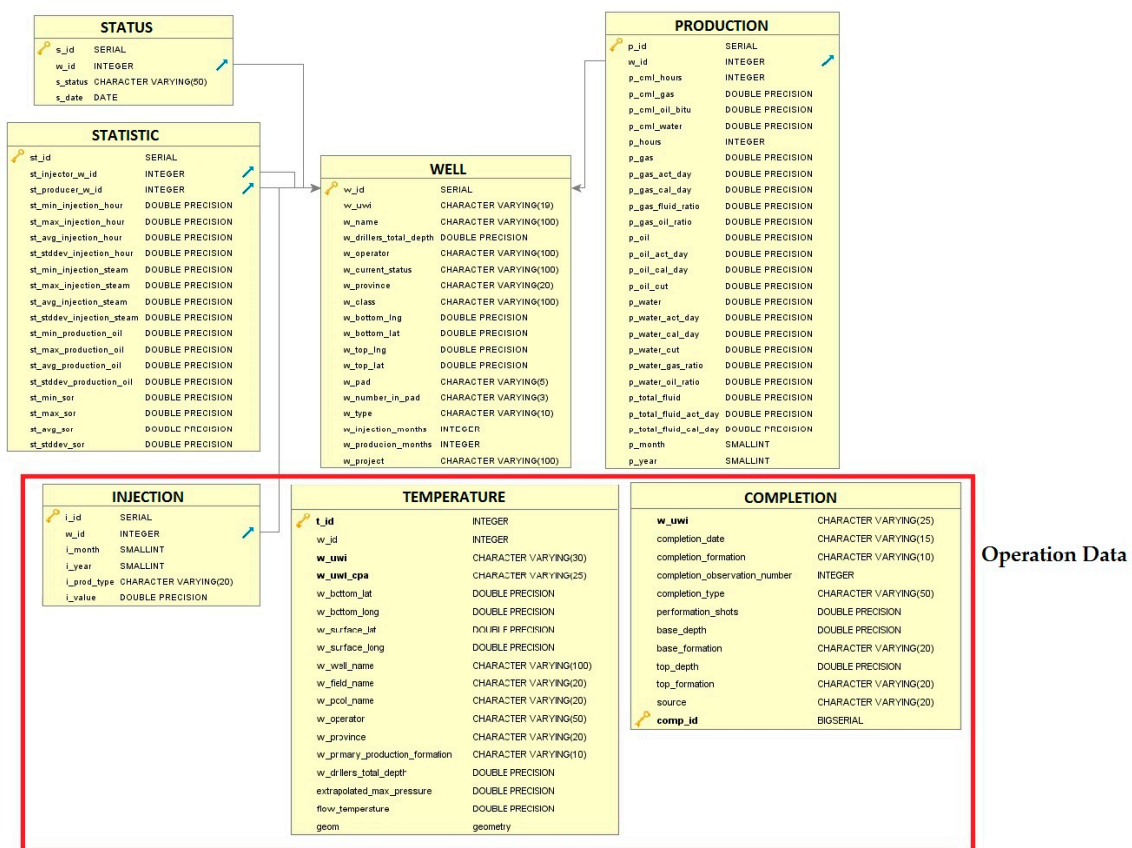 STATUS
s_id SERIAL
w_id INTEGER
s_status CHARACTER VARYING(50)
s_date DATE
STATISTIC
st_id SERIAL
st_injector_w_id INTEGER
st_producer_w_id INTEGER
st_min_injection_hour DOUBLE PRECISION
st_max_injection_hour DOUBLE PRECISION
st_avg_injection_hour DOUBLE PRECISION
st_stddev_injection_hour DOUBLE PRECISION
st_min_injection_steam DOUBLE PRECISION
st_max_injection_steam DOUBLE PRECISION
st_avg_injection_steam DOUBLE PRECISION
st_stddev_injection_steam DOUBLE PRECISION
st_min_production_oil DOUBLE PRECISION
st_max_production_oil DOUBLE PRECISION
st_avg_production_oil DOUBLE PRECISION
st_stddev_production_oil DOUBLE PRECISION
st_min_sor DOUBLE PRECISION
st_max_sor DOUBLE PRECISION
st_avg_sor DOUBLE PRECISION
st_stddev_sor DOUBLE PRECISION
WELL
w_id SERIAL
w_uwi CHARACTER VARYING(19)
w_name CHARACTER VARYING(100)
w_drillers_total_depth DOUBLE PRECISION
w_operator CHARACTER VARYING(100)
w_current_status CHARACTER VARYING(100)
w_province CHARACTER VARYING(20)
w_class CHARACTER VARYING(100)
w_bottom_lng DOUBLE PRECISION
w_bottom_lat DOUBLE PRECISION
w_top_lng DOUBLE PRECISION
w_top_lat DOUBLE PRECISION
w_pad CHARACTER VARYING(5)
w_number_in_pad CHARACTER VARYING(3)
w_type CHARACTER VARYING(10)
w_injection_months INTEGER
w_producion_months INTEGER
w_project CHARACTER VARYING(100)
PRODUCTION
p_id SERIAL
w_id INTEGER
p_cml_hours INTEGER
p_cml_gas DOUBLE PRECISION
p_cml_oil_bitu DOUBLE PRECISION
p_cml_water DOUBLE PRECISION
p_hours INTEGER
p_gas DOUBLE PRECISION
p_gas_act_day DOUBLE PRECISION
p_gas_cal_day DOUBLE PRECISION
p_gas_fluid_ratio DOUBLE PRECISION
p_gas_oil_ratio DOUBLE PRECISION
p_oil DOUBLE PRECISION
p_oil_act_day DOUBLE PRECISION
p_oil_cal_day DOUBLE PRECISION
p_oil_cut DOUBLE PRECISION
p_water DOUBLE PRECISION
p_water_act_day DOUBLE PRECISION
p_water_cal_day DOUBLE PRECISION
p_water_cut DOUBLE PRECISION
p_water_gas_ratio DOUBLE PRECISION
p_water_oil_ratio DOUBLE PRECISION
p_total_fluid DOUBLE PRECISION
p_total_fluid_act_day DOUBLE PRECISION
p_total_fluid_cal_day DOUBLE PRECISION
p_month SMALLINT
p_year SMALLINT
INJECTION
i_id SERIAL
w_id INTEGER
i_month SMALLINT
i_year SMALLINT
i_prod_type CHARACTER VARYING(20)
i_value DOUBLE PRECISION
TEMPERATURE
t_id INTEGER
w_id INTEGER
w_uwi CHARACTER VARYING(30)
w_uwi_cpa CHARACTER VARYING(25)
w_bottom_lat DOUBLE PRECISION
w_bottom_long DOUBLE PRECISION
w_surface_lat DOUBLE PRECISION
w_surface_long DOUBLE PRECISION
w_well_name CHARACTER VARYING(100)
w_field_name CHARACTER VARYING(20)
w_pool_name CHARACTER VARYING(20)
w_operator CHARACTER VARYING(50)
w_province CHARACTER VARYING(20)
w_prmary_production_formation CHARACTER VARYING(10)
w_drillers_total_depth DOUBLE PRECISION
extrapolated_max_pressure DOUBLE PRECISION
flow_temperature DOUBLE PRECISION
geom geometry
COMPLETION
w_uwi CHARACTER VARYING(25)
completion_date CHARACTER VARYING(15)
completion_formation CHARACTER VARYING(10)
completion_observation_number INTEGER
completion_type CHARACTER VARYING(50)
performation_shots DOUBLE PRECISION
base_depth DOUBLE PRECISION
base_formation CHARACTER VARYING(20)
top_depth DOUBLE PRECISION
top_formation CHARACTER VARYING(20)
source CHARACTER VARYING(20)
comp_id BIGSERIAL
Operation Data